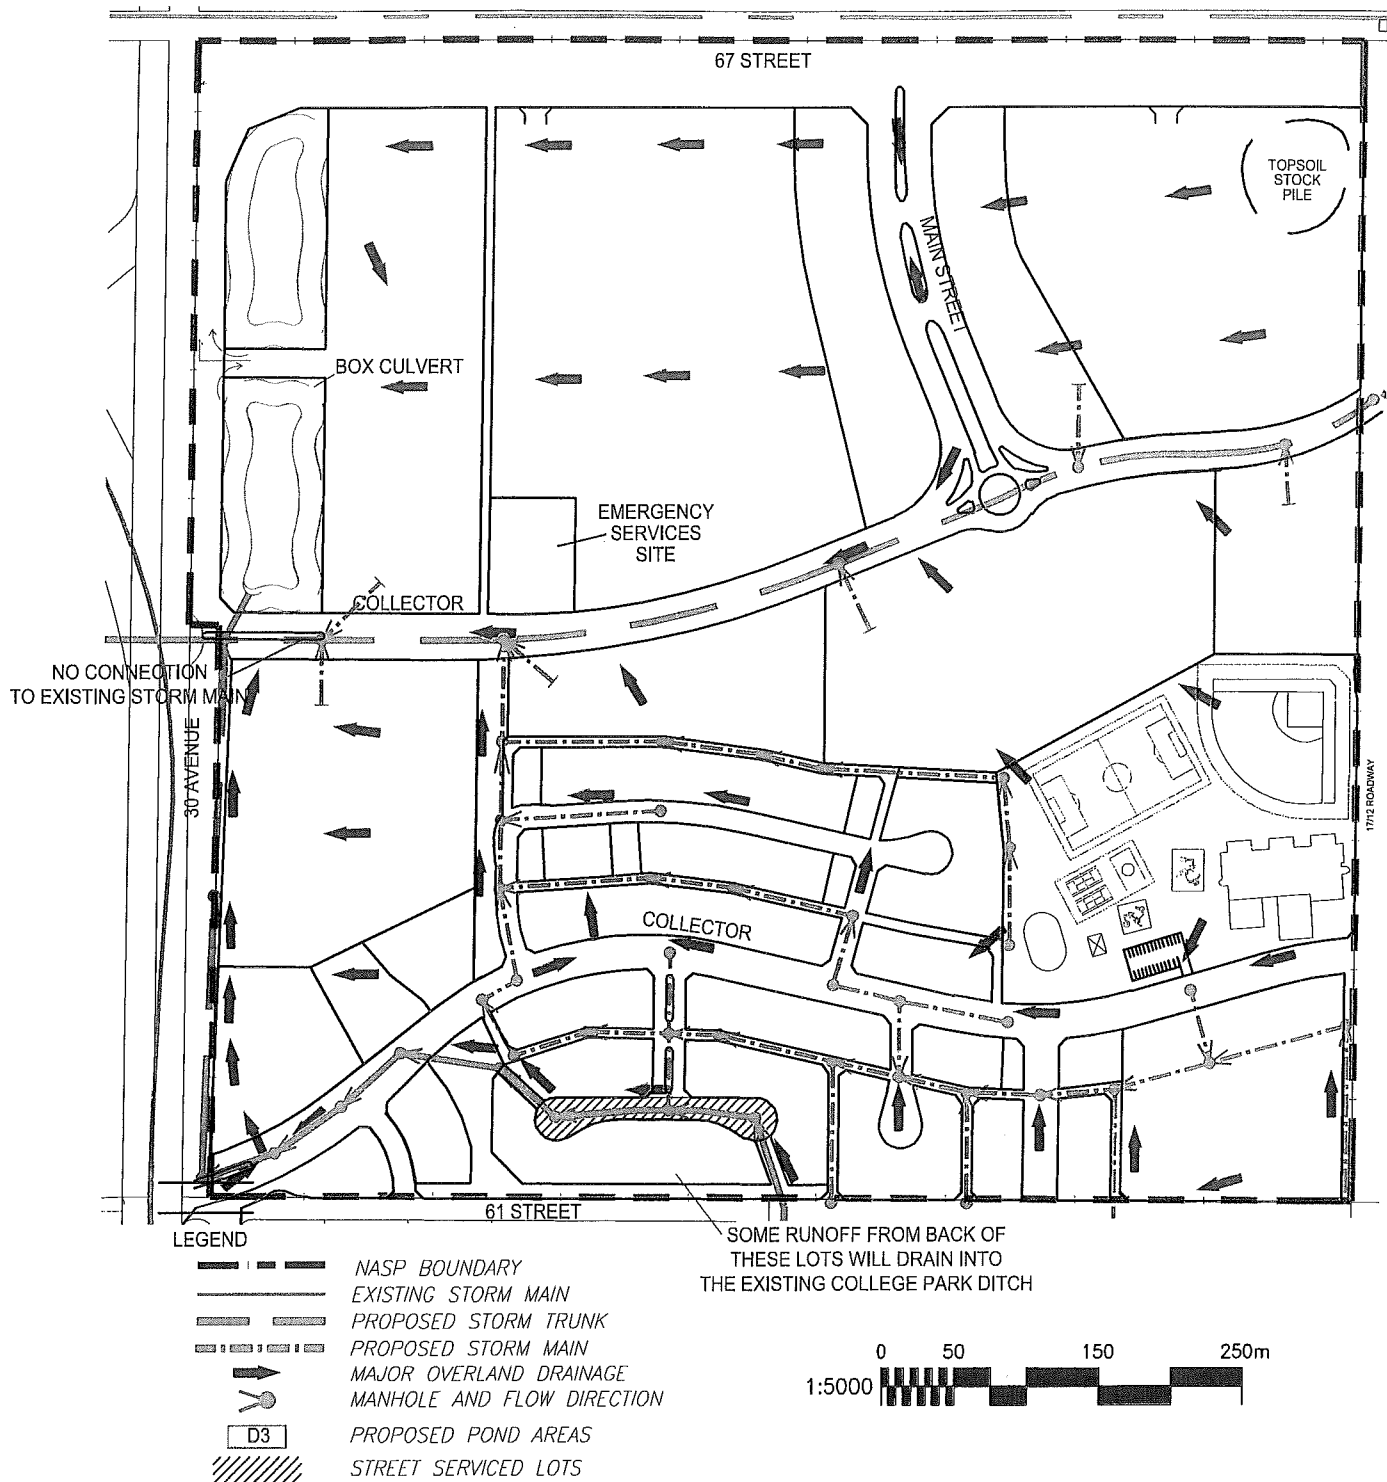 67 STREET
TOPSOIL
STOCK
PILE
MAIN STREET
BOX CULVERT
EMERGENCY
SERVICES
SITE
COLLECTOR
NO CONNECTION
TO EXISTING STORM MAIN
30 AVENUE
17/12 ROADWAY
COLLECTOR
61 STREET
SOME RUNOFF FROM BACK OF
THESE LOTS WILL DRAIN INTO
THE EXISTING COLLEGE PARK DITCH
LEGEND
NASP BOUNDARY
EXISTING STORM MAIN
PROPOSED STORM TRUNK
PROPOSED STORM MAIN
MAJOR OVERLAND DRAINAGE
MANHOLE AND FLOW DIRECTION
D3 PROPOSED POND AREAS
STREET SERVICED LOTS
0 50 150 250m
1:5000